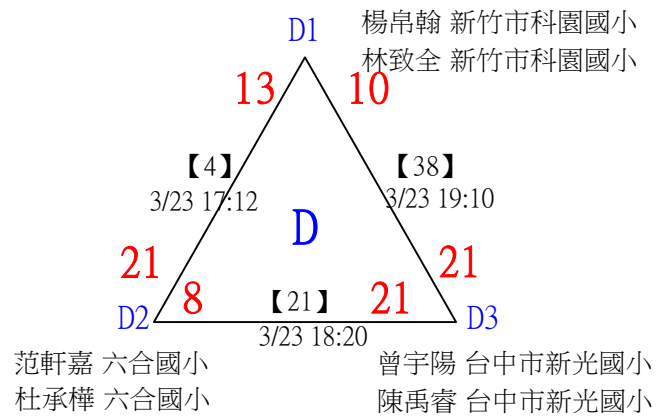 D1
楊帛翰 新竹市科園國小
林致全 新竹市科園國小
13
10
【4】
3/23 17:12
【38】
3/23 19:10
D
21
21
8
【21】
21
D2
3/23 18:20
D3
范軒嘉 六合國小
杜承樺 六合國小
曾宇陽 台中市新光國小
陳禹睿 台中市新光國小